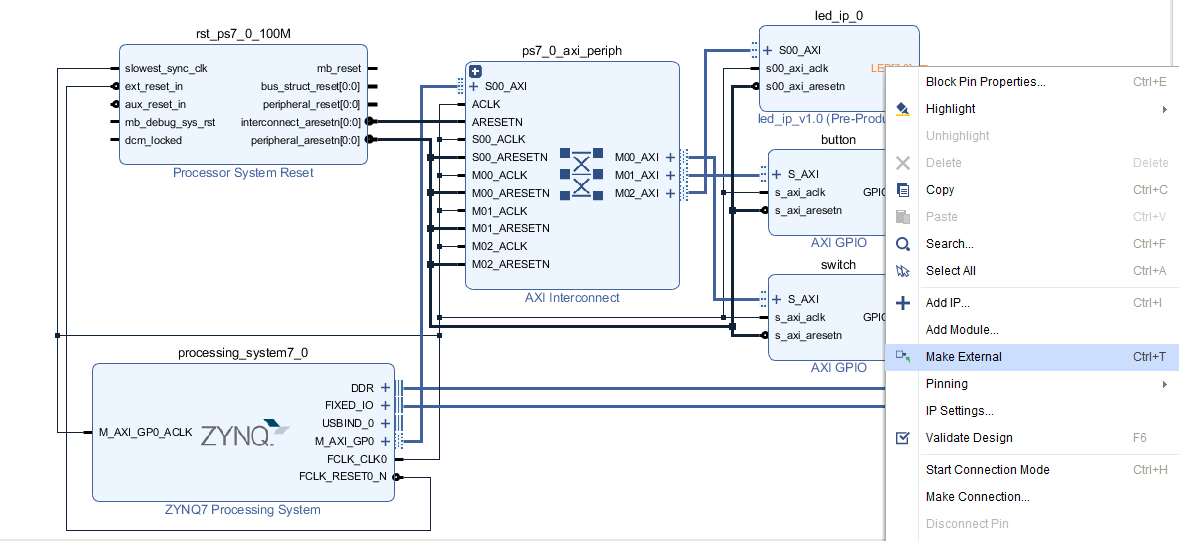 rst_ps7_0_100M
slowest_sync_clk
ext_reset_in
aux_reset_in
mb_debug_sys_rst
dcm_locked
mb_reset
bus_struct_reset[0:0]
peripheral_reset[0:0]
interconnect_aresetn[0:0]
peripheral_aresetn[0:0]
Processor System Reset
ps7_0_axi_periph
S00_AXI
ACLK
ARESETN
S00_ACLK
S00_ARESETN
M00_ACLK
M00_ARESETN
M01_ACLK
M01_ARESETN
M02_ACLK
M02_ARESETN
M00_AXI
M01_AXI
M02_AXI
AXI Interconnect
led_ip_0
S00_AXI
s00_axi_aclk
s00_axi_aresetn
led_ip_v1.0 (Pre-Produ
button
S_AXI
s_axi_aclk
s_axi_aresetn
GPIO
AXI GPIO
switch
S_AXI
s_axi_aclk
s_axi_aresetn
GPIO
AXI GPIO
processing_system7_0
M_AXI_GP0_ACLK
ZYNQ
DDR
FIXED_IO
USBIND_0
M_AXI_GP0
FCLK_CLK0
FCLK_RESET0_N
ZYNQ7 Processing System
Block Pin Properties... Ctrl+E
Highlight
Unhighlight
Delete Delete
Copy Ctrl+C
Paste Ctrl+V
Search... Ctrl+F
Select All Ctrl+A
Add IP... Ctrl+I
Add Module...
Make External Ctrl+T
Pinning
IP Settings...
Validate Design F6
Start Connection Mode Ctrl+H
Make Connection...
Disconnect Pin